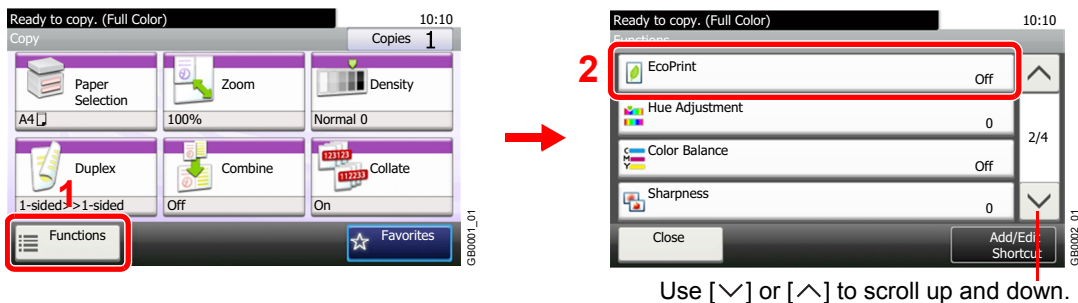 Ready to copy. (Full Color)
10:10
Copy
Copies 1
Paper
Selection
A4
Zoom
100%
Density
Normal 0
Duplex
1-sided>>1-sided
Combine
Off
123123
112233
Collate
On
1
Functions
Favorites
GB0001_01
Ready to copy. (Full Color)
10:10
Functions
2
EcoPrint
Off
Hue Adjustment
0
2/4
C
M
Y
Color Balance
Off
Sharpness
0
Close
Add/Edit
Shortcut
GB0002_01
Use [∨] or [∧] to scroll up and down.